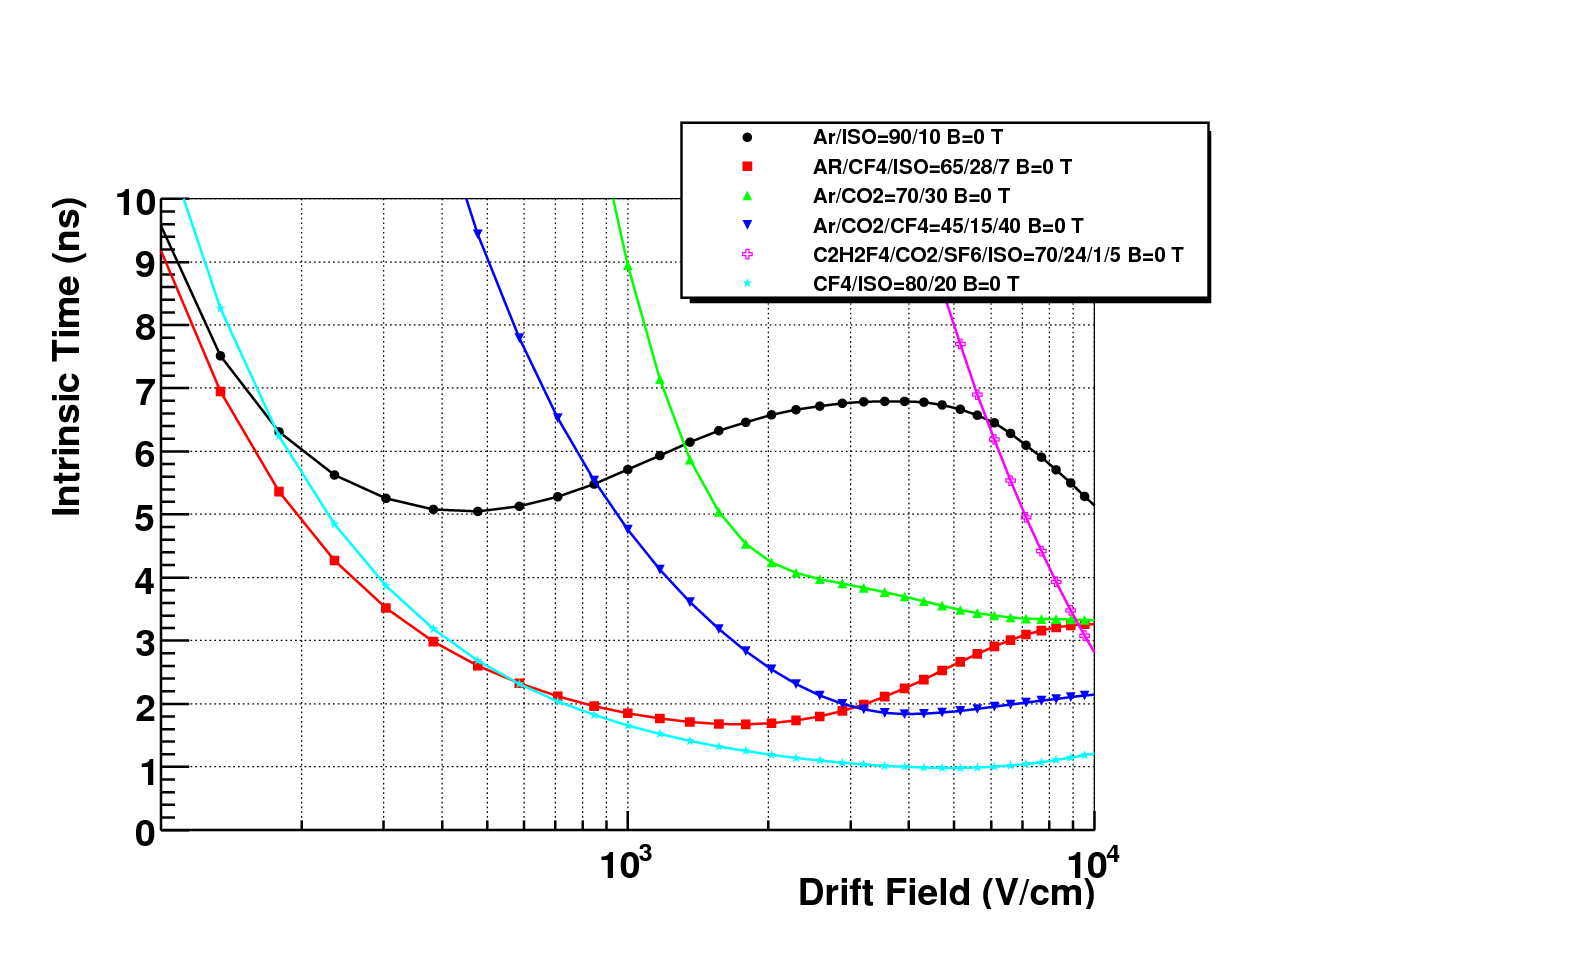 Ar/ISO=90/10 B=0 T
AR/CF4/ISO=65/28/7 B=0 T
Ar/CO2=70/30 B=0 T
Ar/CO2/CF4=45/15/40 B=0 T
C2H2F4/CO2/SF6/ISO=70/24/1/5 B=0 T
CF4/ISO=80/20 B=0 T
Intrinsic Time (ns)
10
9
8
7
6
5
4
3
2
1
0
10³ 10⁴
Drift Field (V/cm)